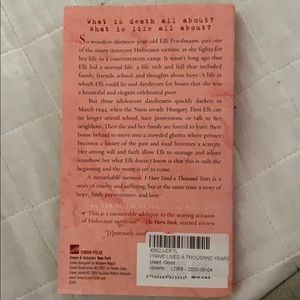 What is death all about?
What is life all about?
So wonders thirteen-year-old Elli Friedmann, just one
of the many innocent Holocaust victims, as she fights for
her life in a concentration camp. It wasn't long ago that
Elli led a normal life, a life rich and full that included
family, friends, school, and thoughts about boys. A life in
which Elli could lie and daydream for hours that she was
a beautiful and elegant celebrated poet.
But these adolescent daydreams quickly darken in
March 1944, when the Nazis invade Hungary. First Elli can
no longer attend school, have possessions, or talk to her
neighbors. Then she and her family are forced to leave their
house behind to move into a crowded ghetto, where privacy
becomes a luxury of the past and food becomes a scarcity.
Her strong will and faith allow Elli to manage and adjust
somehow, but what Elli doesn't know is that this is only the
beginning and the worst is yet to come.
A remarkable memoir, I Have Lived a Thousand Years is a
story of cruelty and suffering, but at the same time a story of
hope, faith, perseverance, and love.
"This is a memorable addition to the searing account
of Holocaust survivors." —The Horn Book, starred review
"[I]ntensely
SIMON PULSE
Simon & Schuster, New York
I HAVE LIVED A THOUSAND YEARS
Used, Good